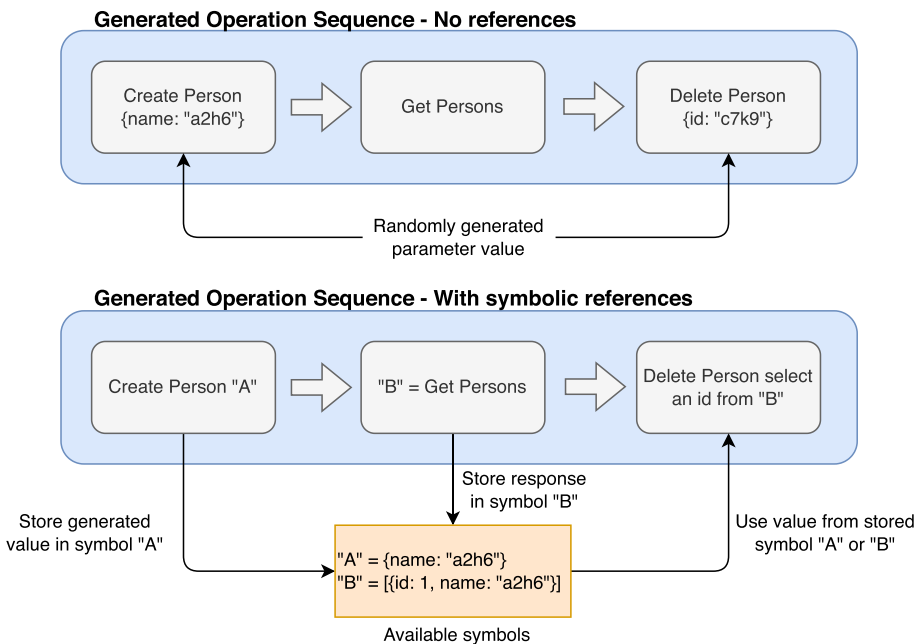 Generated Operation Sequence - No references
Create Person
{name: "a2h6"}
Get Persons
Delete Person
{id: "c7k9"}
Randomly generated
parameter value
Generated Operation Sequence - With symbolic references
Create Person "A"
"B" = Get Persons
Delete Person select
an id from "B"
Store generated
value in symbol "A"
Store response
in symbol "B"
Use value from stored
symbol "A" or "B"
"A" = {name: "a2h6"}
"B" = [{id: 1, name: "a2h6"}]
Available symbols